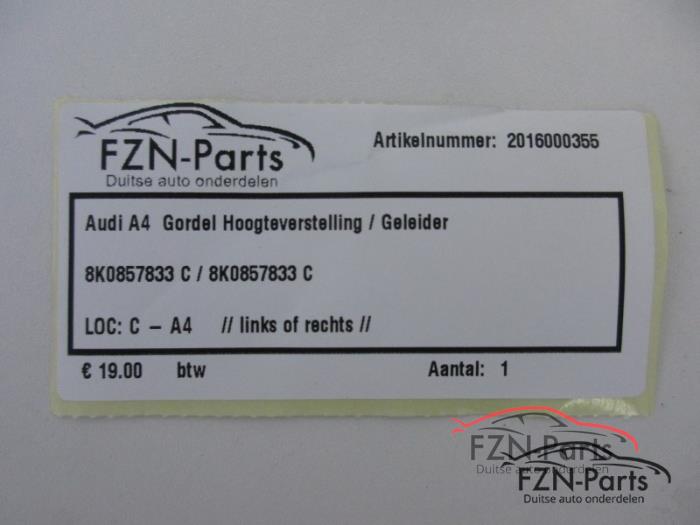 FZN-Parts
Duitse auto onderdelen
Artikelnummer: 2016000355
Audi A4 Gordel Hoogteverstelling / Geleider
8K0857833 C / 8K0857833 C
LOC: C – A4 // links of rechts //
€ 19.00 btw
Aantal: 1
FZN-Parts
Duitse auto onderdelen
FZN-Parts
Duitse auto onderdelen